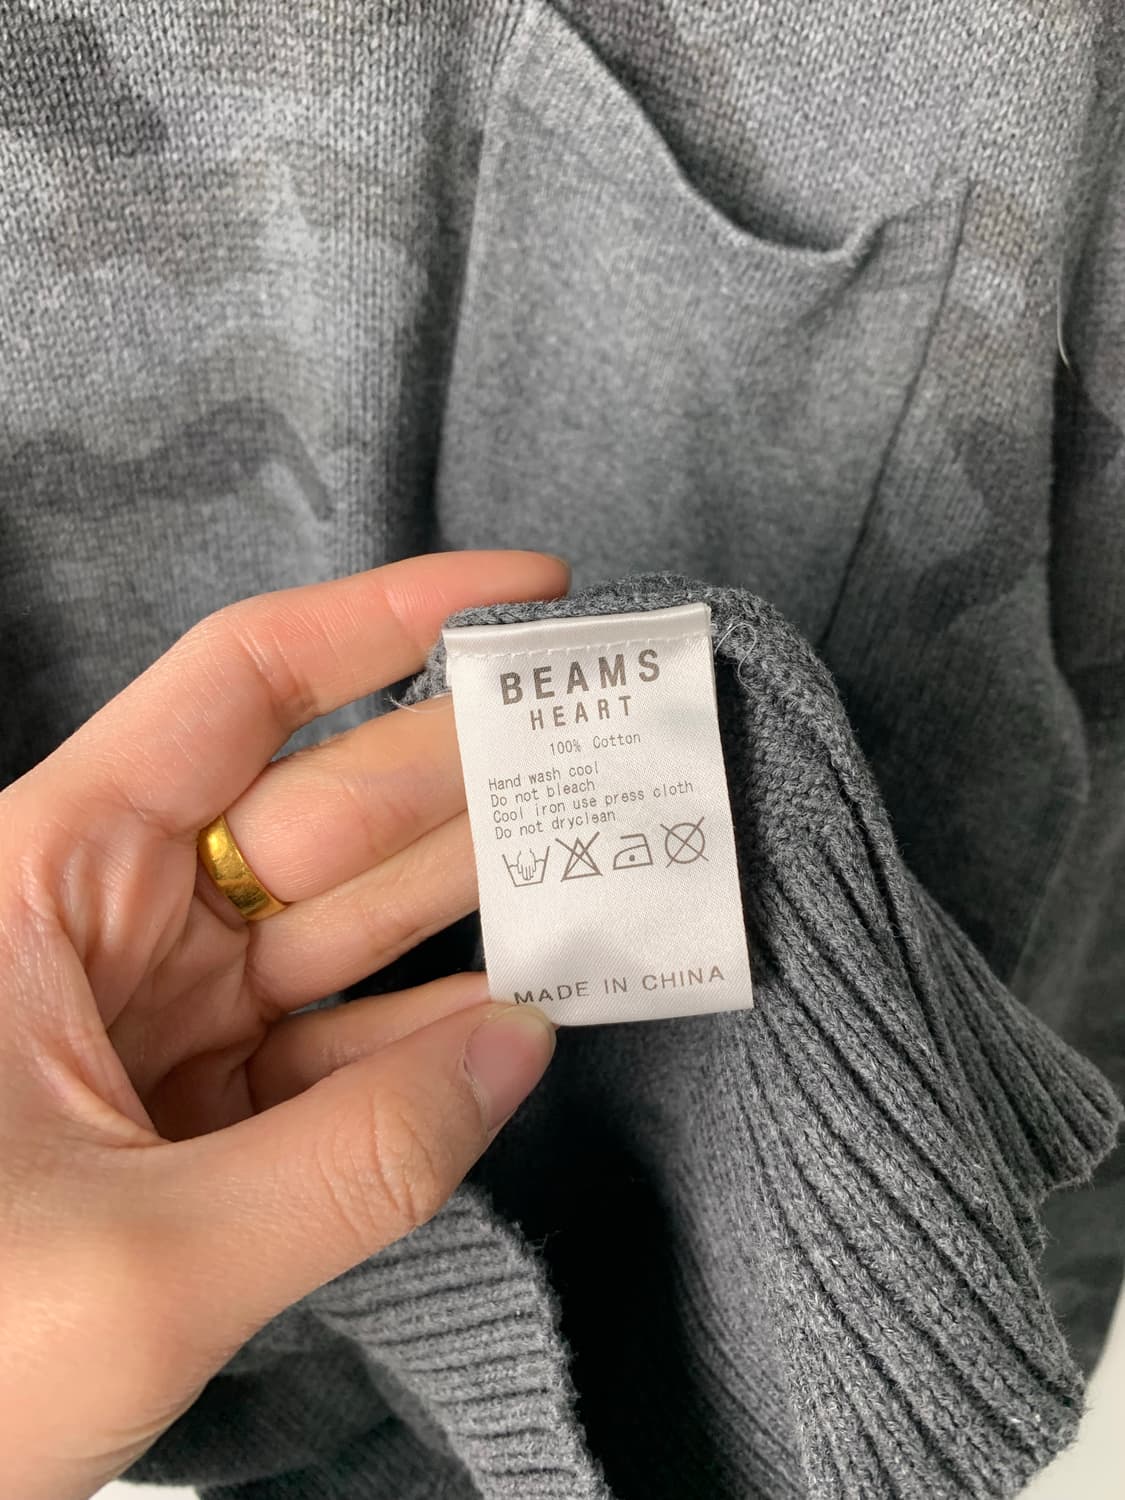 BEAMS
HEART
100% Cotton
Hand wash cool
Do not bleach
Cool iron use press cloth
Do not dryclean
MADE IN CHINA